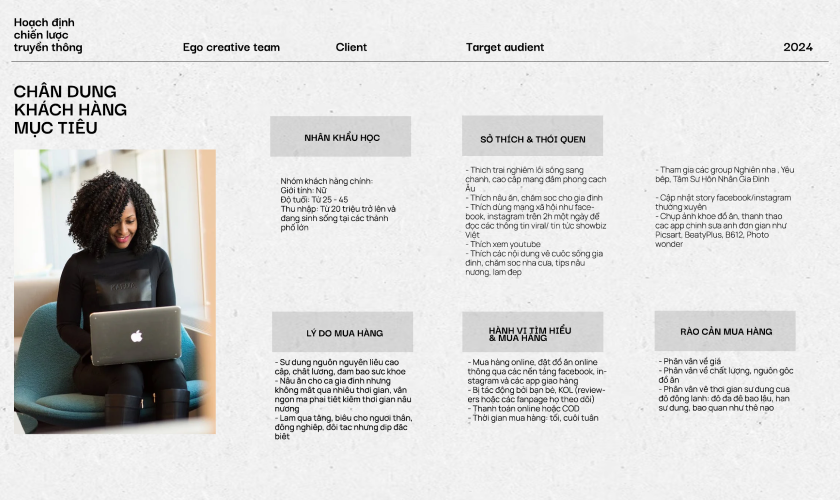 Hoạch định
chiến lược
truyền thông
Ego creative team
Client
Target audient
2024
CHÂN DUNG
KHÁCH HÀNG
MỤC TIÊU
NHÂN KHẨU HỌC
Nhóm khách hàng chính:
Giới tính: Nữ
Độ tuổi: Từ 25 - 45
Thu nhập: Từ 20 triệu trở lên và
đang sinh sống tại các thành
phố lớn
SỞ THÍCH & THÓI QUEN
- Thích trải nghiệm lối sống sang
chảnh, cao cấp mang đậm phong cách
Âu
- Thích nấu ăn, chăm sóc cho gia đình
- Thích dùng mạng xã hội như face-
book, instagram trên 2h một ngày để
đọc các thông tin viral/ tin tức showbiz
Việt
- Thích xem youtube
- Thích các nội dung về cuộc sống gia
đình, chăm sóc nhà cửa, tips nấu
nướng, làm đẹp
- Tham gia các group Nghiện nhà , Yêu
bếp, Tâm Sự Hôn Nhân Gia Đình
- Cập nhật story facebook/instagram
thường xuyên
- Chụp ảnh khoe đồ ăn, thành thạo
các app chỉnh sửa ảnh đơn giản như
Picsart, BeatyPlus, B612, Photo
wonder
LÝ DO MUA HÀNG
- Sử dụng nguồn nguyên liệu cao
cấp, chất lượng, đảm bảo sức khỏe
- Nấu ăn cho cả gia đình nhưng
không mất quá nhiều thời gian, vẫn
ngon mà phải tiết kiệm thời gian nấu
nướng
- Làm quà tặng, biếu cho người thân,
đồng nghiệp, đối tác nhưng dịp đặc
biệt
HÀNH VI TÌM HIỂU
& MUA HÀNG
- Mua hàng online, đặt đồ ăn online
thông qua các nền tảng facebook, in-
stagram và các app giao hàng
- Bị tác động bởi bạn bè, KOL (review-
ers hoặc các fanpage họ theo dõi)
- Thanh toán online hoặc COD
- Thời gian mua hàng: tối, cuối tuần
RÀO CẢN MUA HÀNG
- Phân vân về giá
- Phân vân về chất lượng, nguồn gốc
đồ ăn
- Phân vân về thời gian sử dụng của
đồ đông lạnh: đồ đã để bao lâu, hạn
sử dụng, bảo quản như thế nào